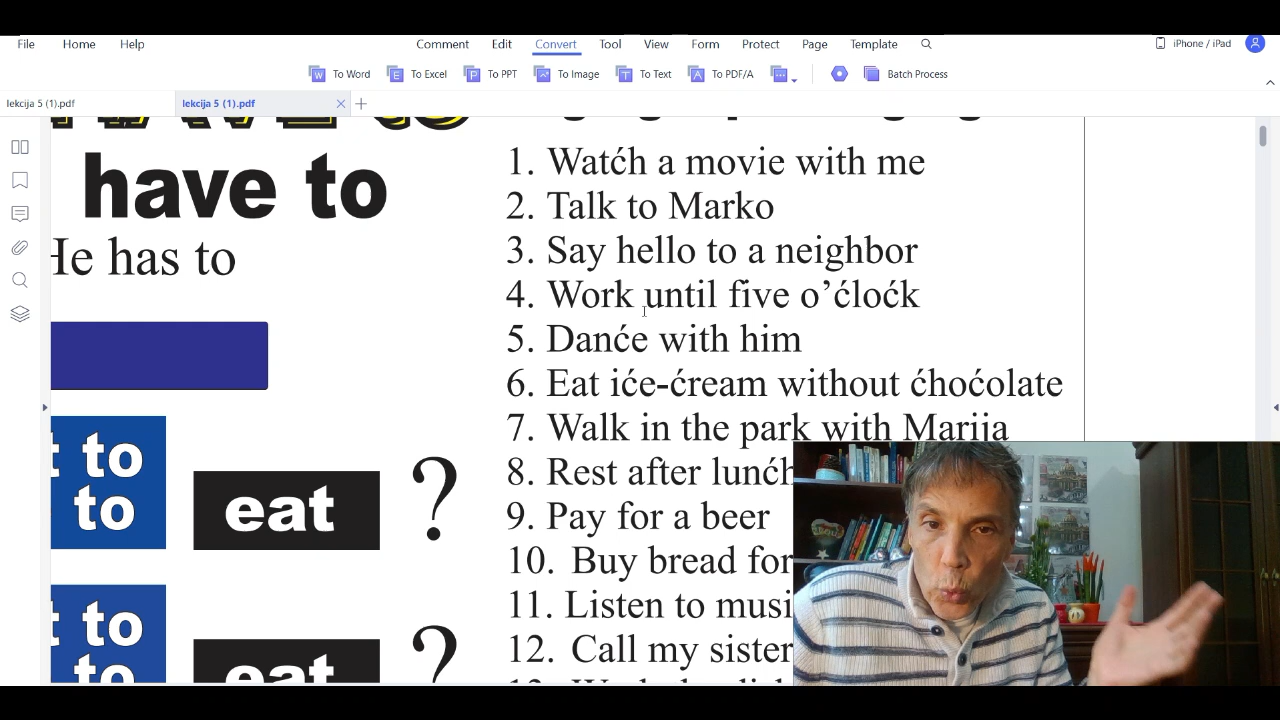 File Home Help Comment Edit Convert Tool View Form Protect Page Template iPhone / iPad
To Word To Excel To PPT To Image To Text To PDF/A Batch Process
lekcija 5 (1).pdf lekcija 5 (1).pdf
have to
He has to
t to
to
eat ?
t to
to
eat ?
1. Watćh a movie with me
2. Talk to Marko
3. Say hello to a neighbor
4. Work until five o’ćloćk
5. Danće with him
6. Eat iće-ćream without ćhoćolate
7. Walk in the park with Marija
8. Rest after lunćh
9. Pay for a beer
10. Buy bread for
11. Listen to musi
12. Call my sister